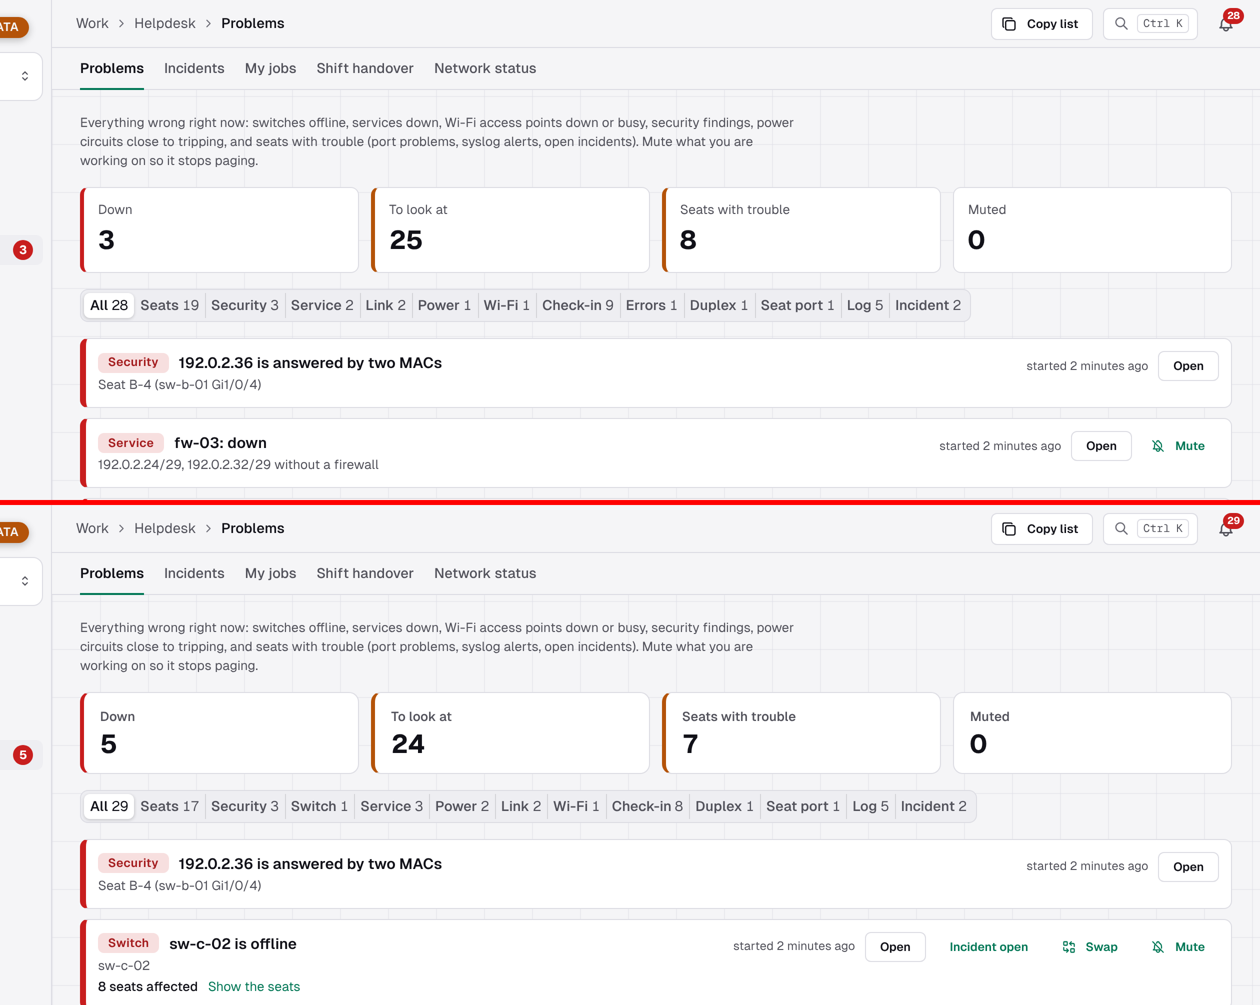 ATA
Work > Helpdesk > Problems
Copy list
Ctrl K
28
Problems Incidents My jobs Shift handover Network status
Everything wrong right now: switches offline, services down, Wi-Fi access points down or busy, security findings, power
circuits close to tripping, and seats with trouble (port problems, syslog alerts, open incidents). Mute what you are
working on so it stops paging.
Down
3
To look at
25
Seats with trouble
8
Muted
0
3
All 28 Seats 19 Security 3 Service 2 Link 2 Power 1 Wi-Fi 1 Check-in 9 Errors 1 Duplex 1 Seat port 1 Log 5 Incident 2
Security 192.0.2.36 is answered by two MACs
started 2 minutes ago Open
Seat B-4 (sw-b-01 Gi1/0/4)
Service fw-03: down
started 2 minutes ago Open Mute
192.0.2.24/29, 192.0.2.32/29 without a firewall
ATA
Work > Helpdesk > Problems
Copy list
Ctrl K
29
Problems Incidents My jobs Shift handover Network status
Everything wrong right now: switches offline, services down, Wi-Fi access points down or busy, security findings, power
circuits close to tripping, and seats with trouble (port problems, syslog alerts, open incidents). Mute what you are
working on so it stops paging.
Down
5
To look at
24
Seats with trouble
7
Muted
0
5
All 29 Seats 17 Security 3 Switch 1 Service 3 Power 2 Link 2 Wi-Fi 1 Check-in 8 Duplex 1 Seat port 1 Log 5 Incident 2
Security 192.0.2.36 is answered by two MACs
started 2 minutes ago Open
Seat B-4 (sw-b-01 Gi1/0/4)
Switch sw-c-02 is offline
started 2 minutes ago Open Incident open Swap Mute
sw-c-02
8 seats affected Show the seats